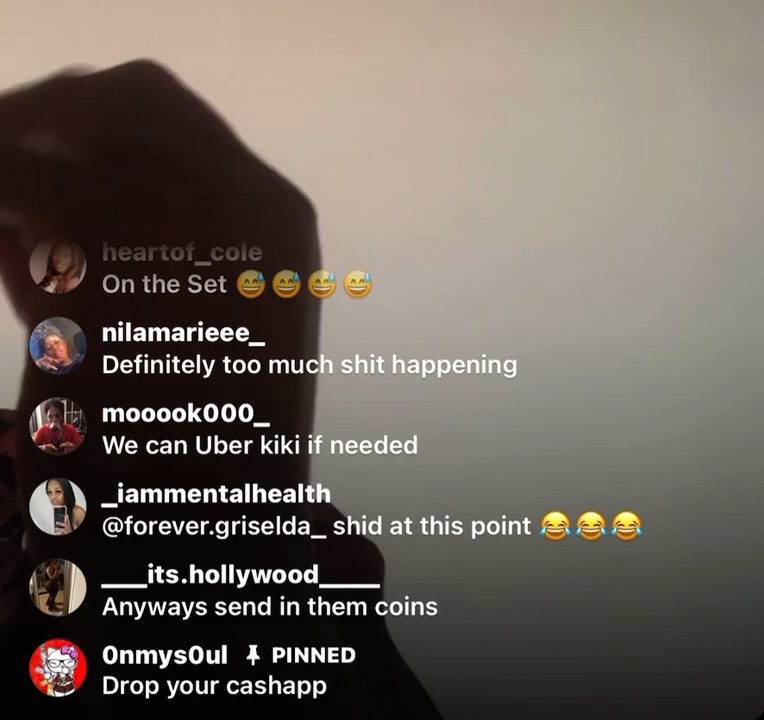 heartof_cole
On the Set 😅😅😅😅
nilamarieee_
Definitely too much shit happening
mooook000_
We can Uber kiki if needed
_iammentalhealth
@forever.griselda_ shid at this point 😂😂😂
___its.hollywood____
Anyways send in them coins
0nmys0ul PINNED
Drop your cashapp